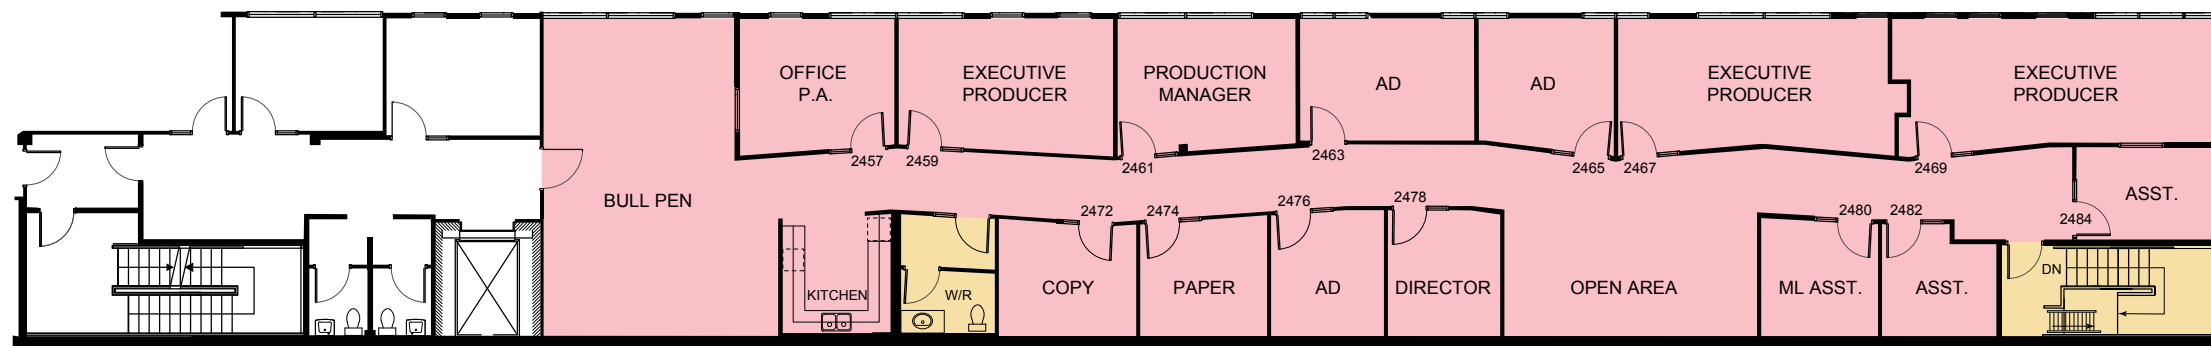 OFFICE
P.A.
EXECUTIVE
PRODUCER
PRODUCTION
MANAGER
AD
AD
EXECUTIVE
PRODUCER
EXECUTIVE
PRODUCER
2457
2459
2461
2463
2465
2467
2469
BULL PEN
ASST.
2472
2474
2476
2478
2480
2482
2484
KITCHEN
W/R
COPY
PAPER
AD
DIRECTOR
OPEN AREA
ML ASST.
ASST.
DN